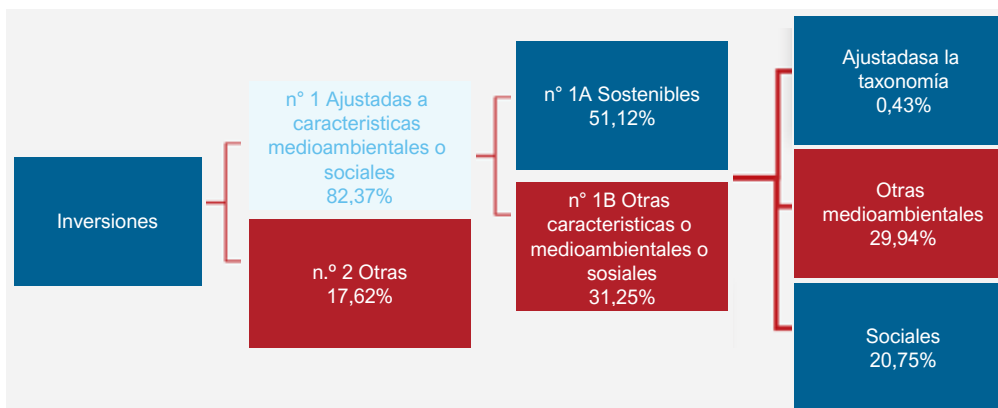 Inversiones
n° 1 Ajustadas a
caracteristicas
medioambientales o
sociales
82,37%
n.º 2 Otras
17,62%
n° 1A Sostenibles
51,12%
n° 1B Otras
caracteristicas o
medioambientales o
sosiales
31,25%
Ajustadasa la
taxonomía
0,43%
Otras
medioambientales
29,94%
Sociales
20,75%